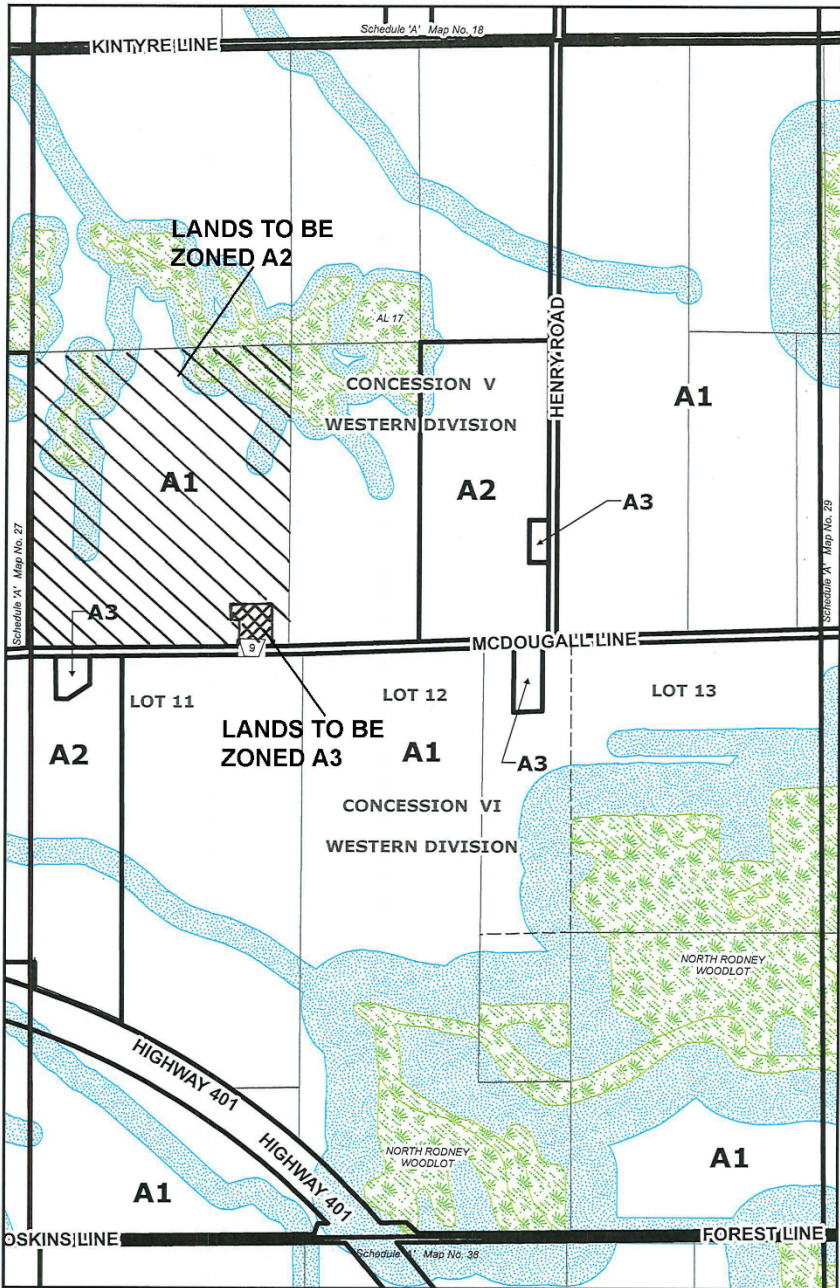 Schedule 'A'  Map No. 18
KINTYRE LINE
LANDS TO BE
ZONED A2
AL 17
HENRY ROAD
CONCESSION V
WESTERN DIVISION
A1
A1
A2
A3
Schedule 'A'  Map No. 27
Schedule 'A'  Map No. 29
A3
9
MCDOUGALL LINE
LOT 11
LOT 12
LOT 13
LANDS TO BE
ZONED A3
A2
A1
A3
CONCESSION VI
WESTERN DIVISION
NORTH RODNEY
WOODLOT
HIGHWAY 401
HIGHWAY 401
NORTH RODNEY
WOODLOT
A1
A1
OSKINS LINE
FOREST LINE
Schedule 'A'  Map No. 38